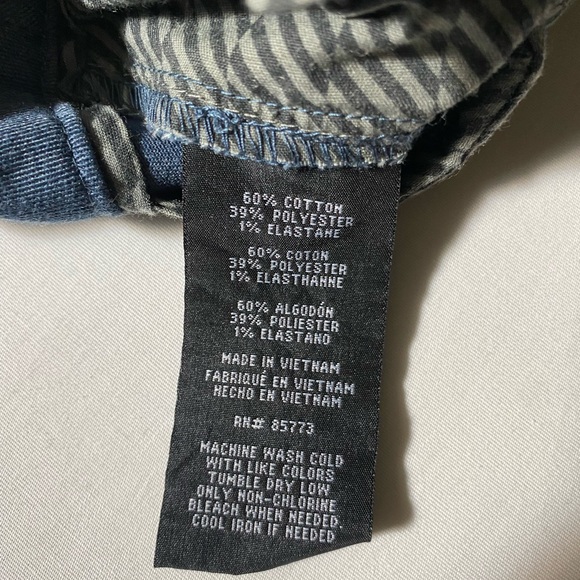 60% COTTON
39% POLYESTER
1% ELASTANE
60% COTON
39% POLYESTER
1% ELASTHANNE
60% ALGODÓN
39% POLIESTER
1% ELASTANO
MADE IN VIETNAM
FABRIQUÉ EN VIETNAM
HECHO EN VIETNAM
RN# 85773
MACHINE WASH COLD
WITH LIKE COLORS
TUMBLE DRY LOW
ONLY NON-CHLORINE
BLEACH WHEN NEEDED.
COOL IRON IF NEEDED